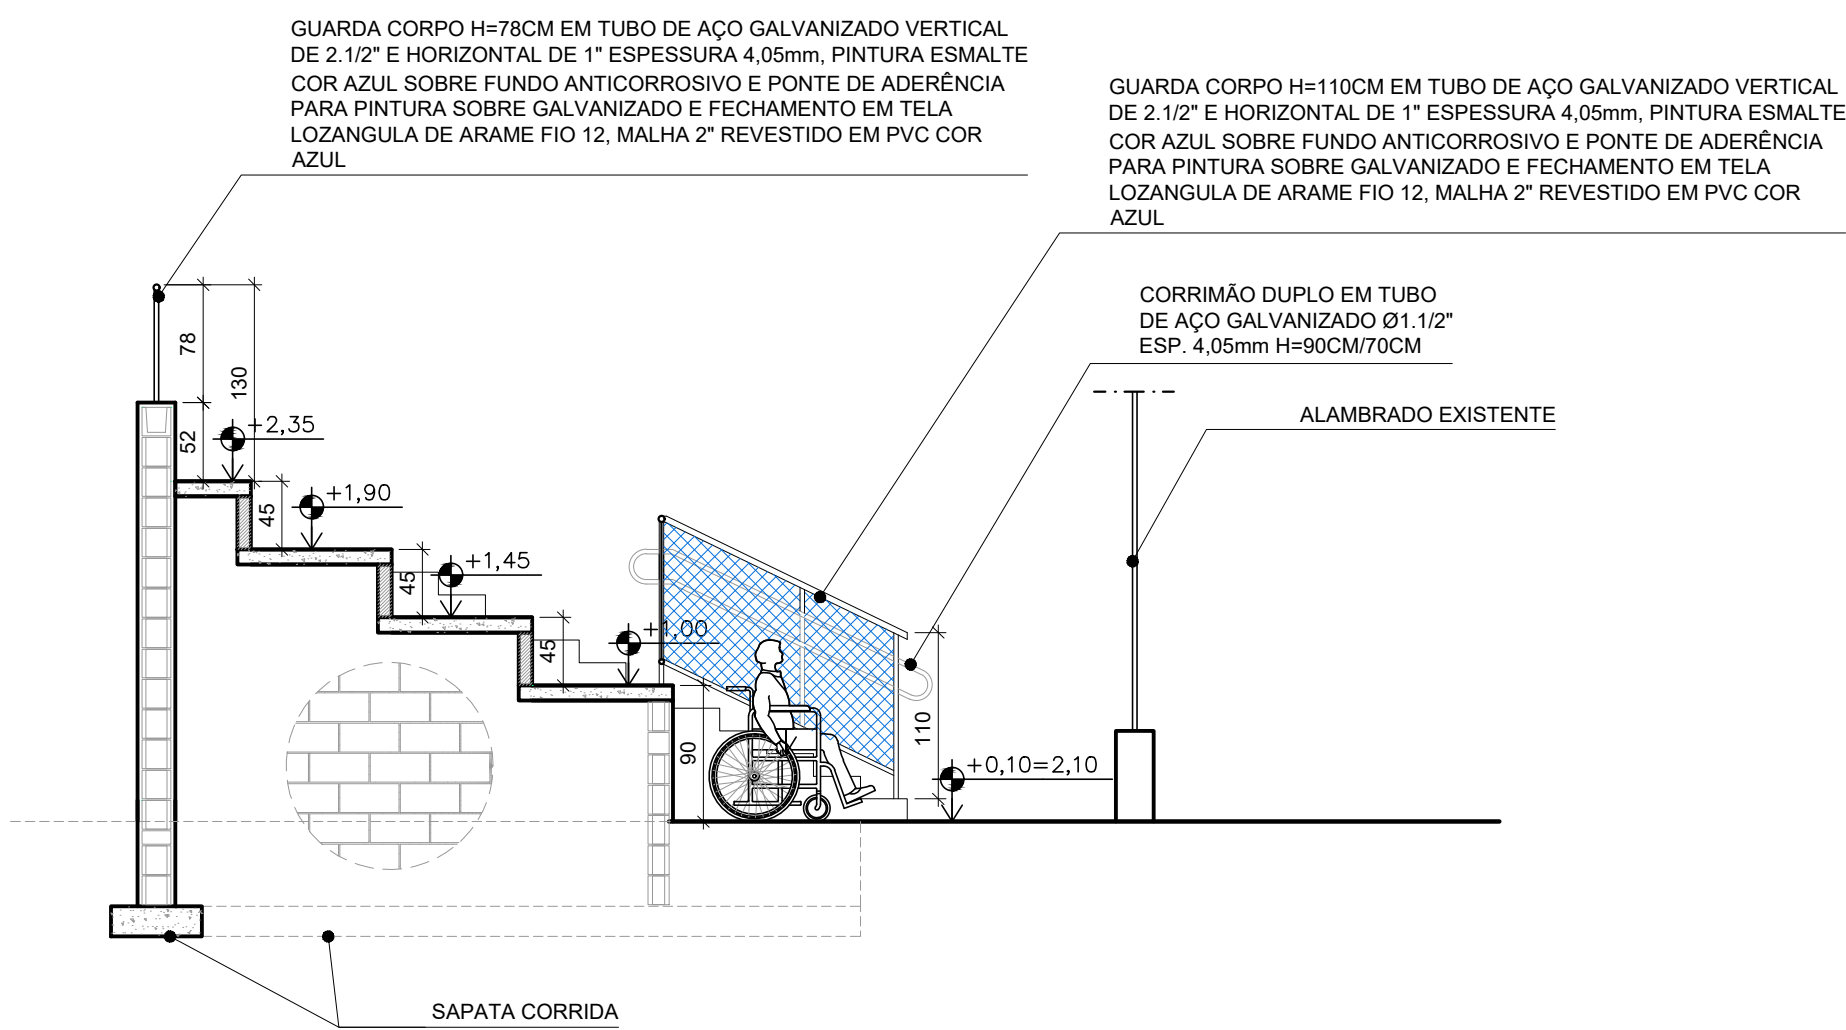 GUARDA CORPO H=78CM EM TUBO DE AÇO GALVANIZADO VERTICAL
DE 2.1/2" E HORIZONTAL DE 1" ESPESSURA 4,05mm, PINTURA ESMALTE
COR AZUL SOBRE FUNDO ANTICORROSIVO E PONTE DE ADERÊNCIA
PARA PINTURA SOBRE GALVANIZADO E FECHAMENTO EM TELA
LOZANGULA DE ARAME FIO 12, MALHA 2" REVESTIDO EM PVC COR
AZUL
GUARDA CORPO H=110CM EM TUBO DE AÇO GALVANIZADO VERTICAL
DE 2.1/2" E HORIZONTAL DE 1" ESPESSURA 4,05mm, PINTURA ESMALTE
COR AZUL SOBRE FUNDO ANTICORROSIVO E PONTE DE ADERÊNCIA
PARA PINTURA SOBRE GALVANIZADO E FECHAMENTO EM TELA
LOZANGULA DE ARAME FIO 12, MALHA 2" REVESTIDO EM PVC COR
AZUL
CORRIMÃO DUPLO EM TUBO
DE AÇO GALVANIZADO Ø1.1/2"
ESP. 4,05mm H=90CM/70CM
ALAMBRADO EXISTENTE
78
130
52
+2,35
45
+1,90
45
+1,45
45
+1,00
90
110
+0,10=2,10
SAPATA CORRIDA